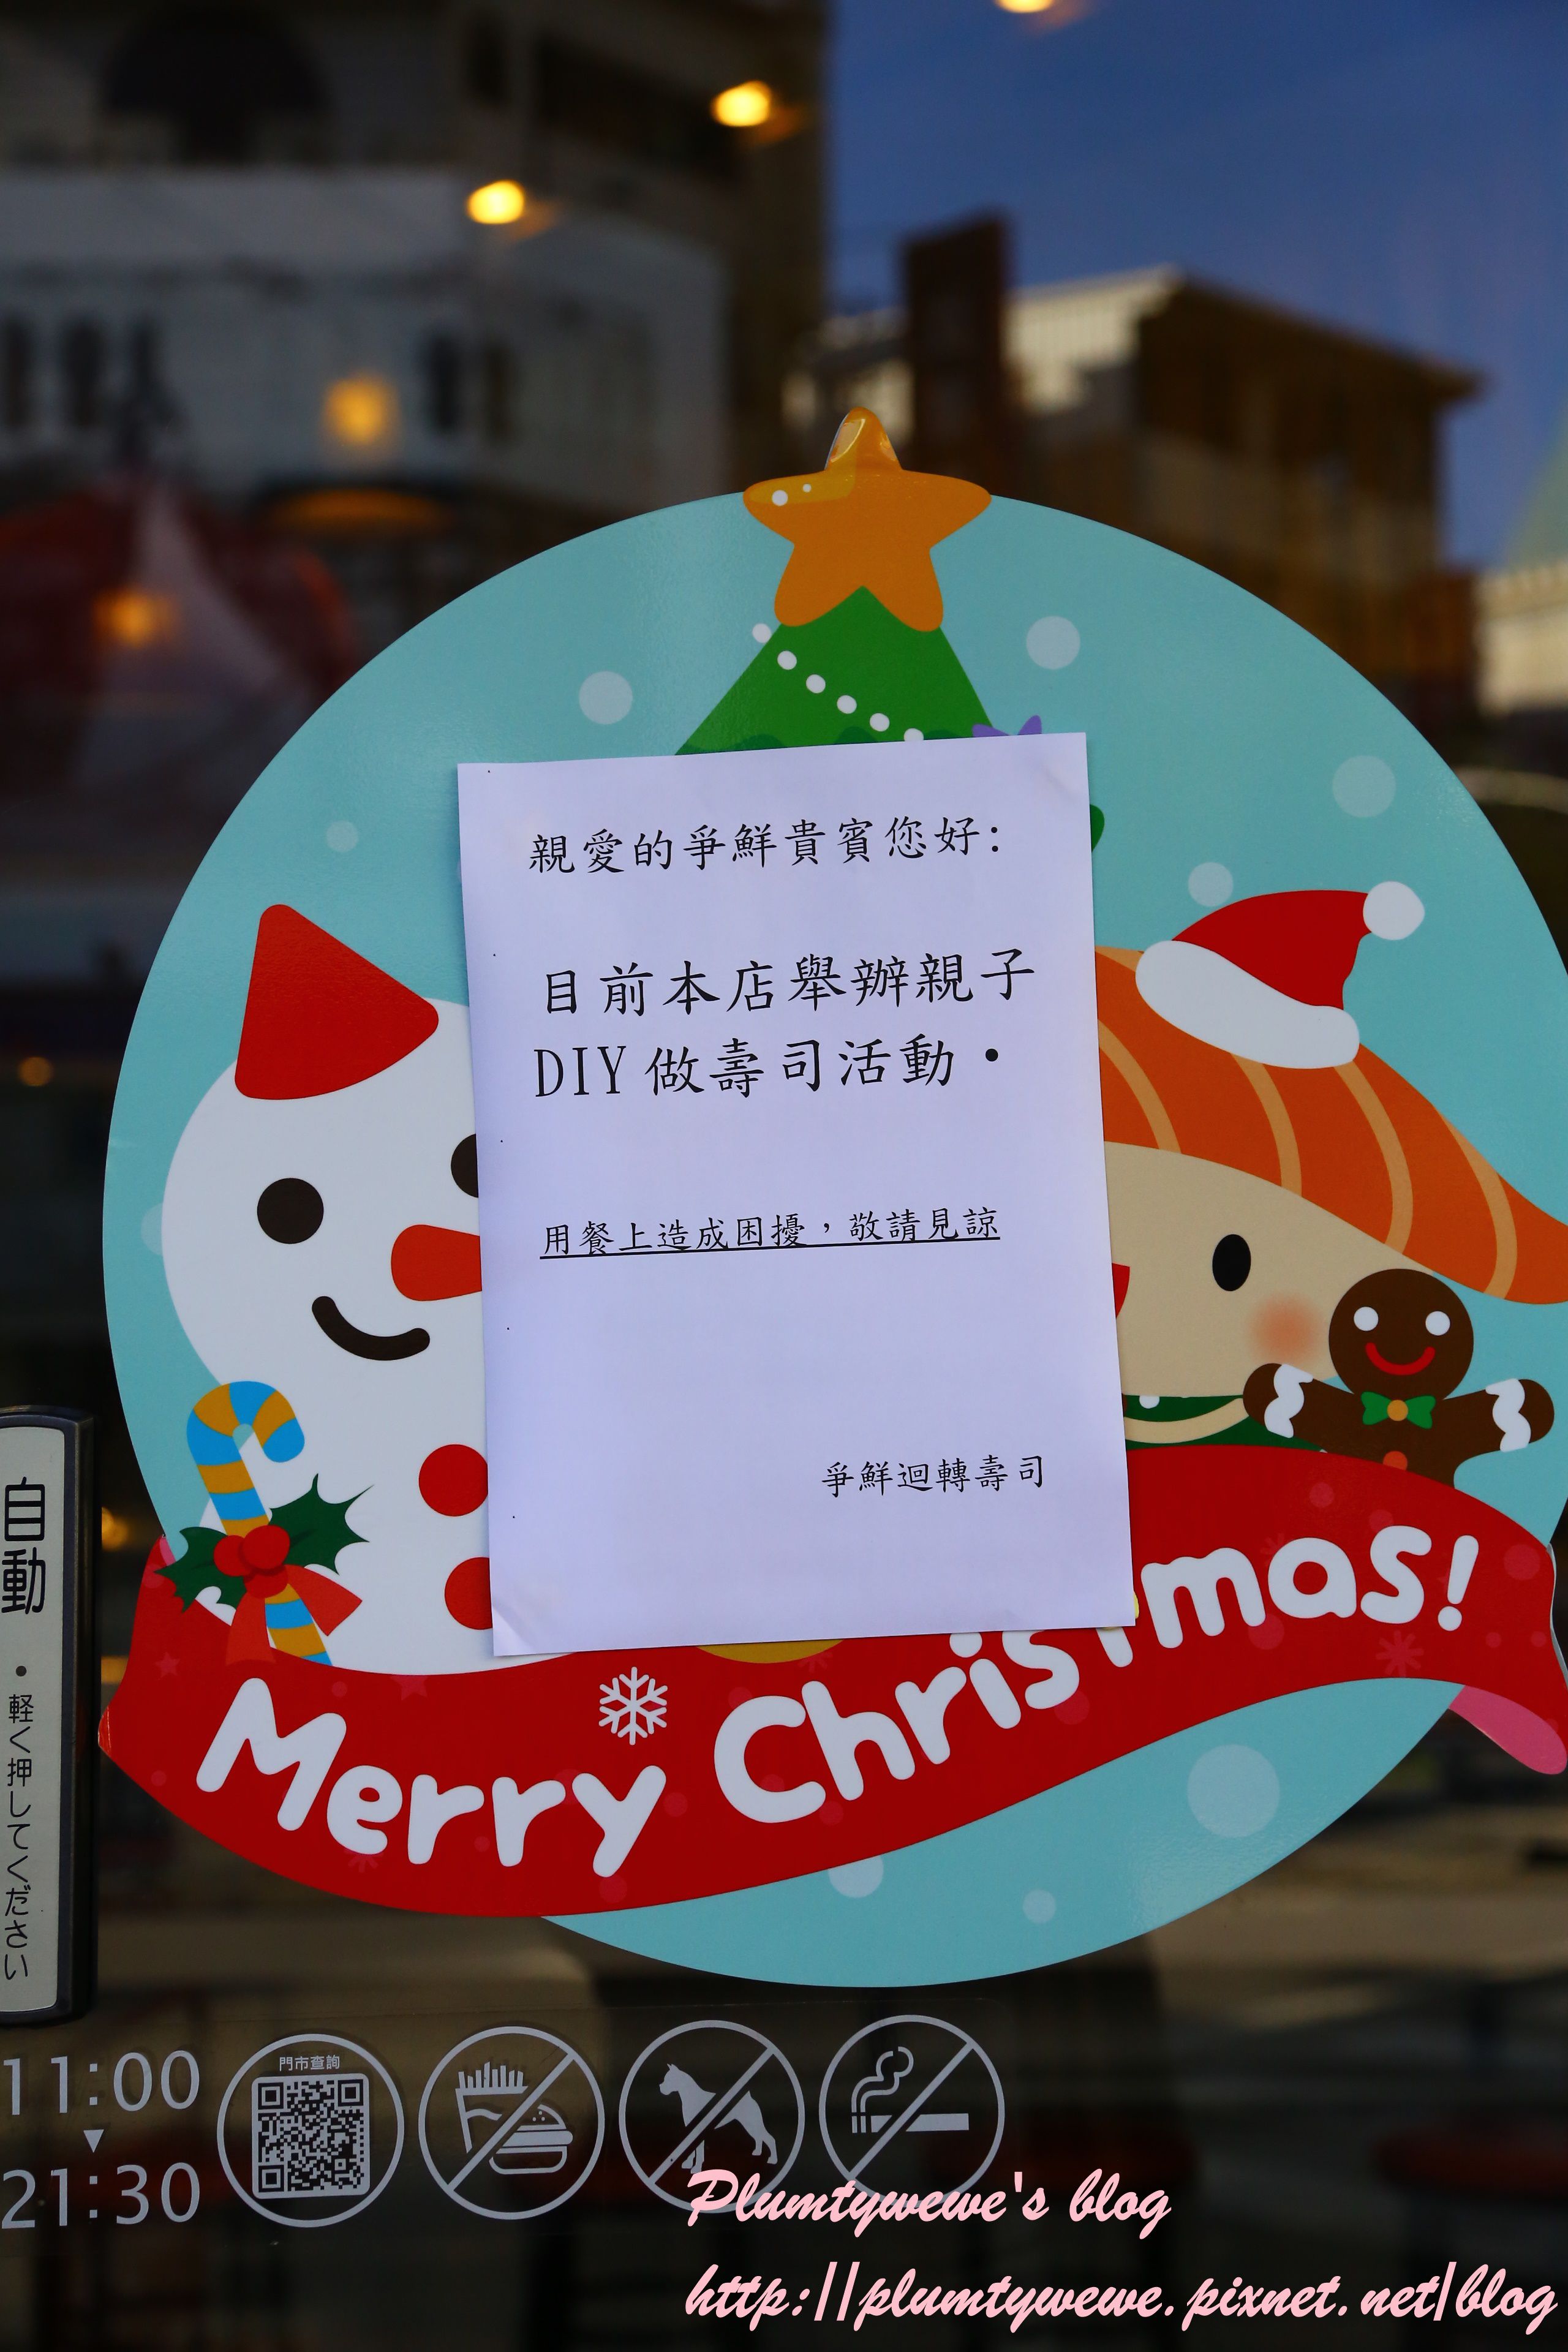 親愛的爭鮮貴賓您好:
目前本店舉辦親子
DIY做壽司活動•
用餐上造成困擾，敬請見諒
爭鮮迴轉壽司
Merry Christmas!
自動
•軽く押してください
11:00
▼
21:30
門市查詢
Plumtywewe's blog
http://plumtywewe.pixnet.net/blog